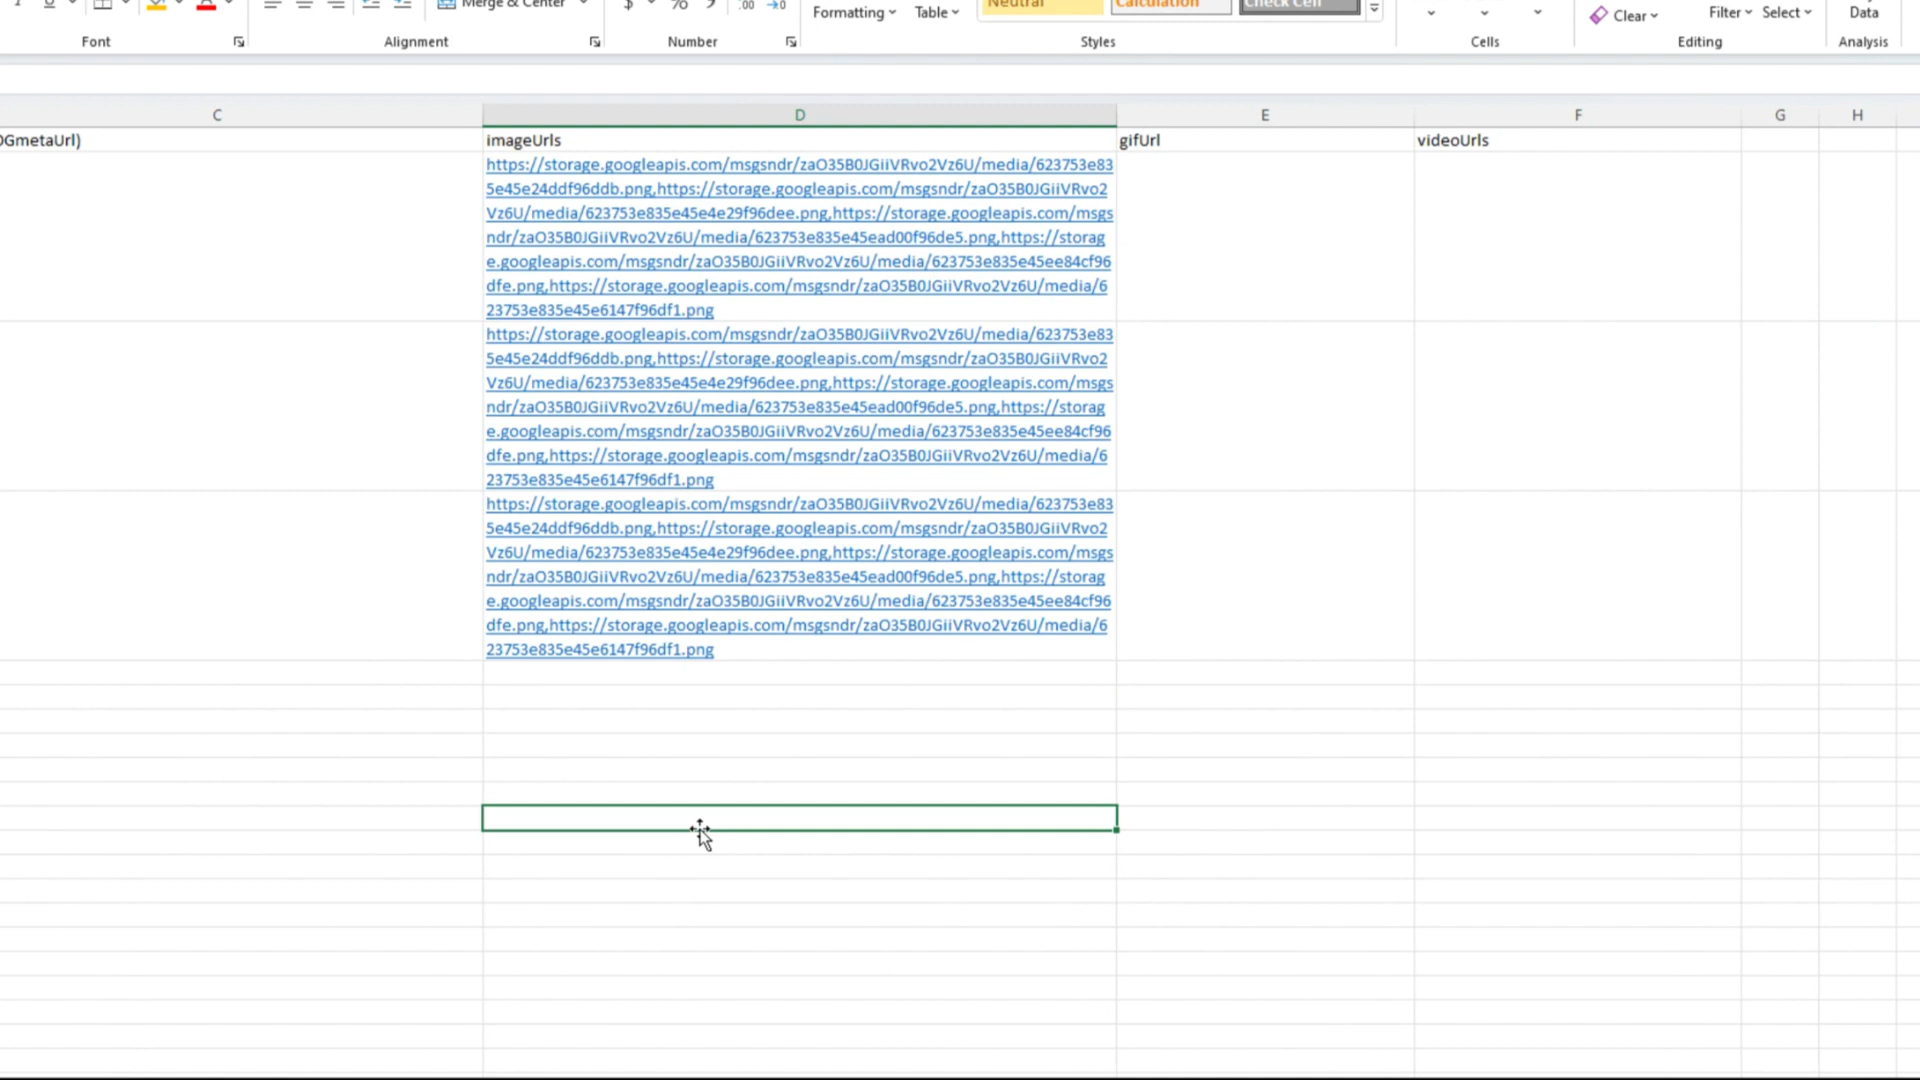 Merge & Center
$ % 9 .00
Formatting Table
Neutral Calculation Check Cell
Clear Filter Select Data
Font Alignment Number Styles Cells Editing Analysis
C D E F G H
OGmetaUrl) imageUrls gifUrl videoUrls
https://storage.googleapis.com/msgsndr/zaO35B0JGiiVRvo2Vz6U/media/623753e83
5e45e24ddf96ddb.png,https://storage.googleapis.com/msgsndr/zaO35B0JGiiVRvo2
Vz6U/media/623753e835e45e4e29f96dee.png,https://storage.googleapis.com/msgs
ndr/zaO35B0JGiiVRvo2Vz6U/media/623753e835e45ead00f96de5.png,https://storag
e.googleapis.com/msgsndr/zaO35B0JGiiVRvo2Vz6U/media/623753e835e45ee84cf96
dfe.png,https://storage.googleapis.com/msgsndr/zaO35B0JGiiVRvo2Vz6U/media/6
23753e835e45e6147f96df1.png
https://storage.googleapis.com/msgsndr/zaO35B0JGiiVRvo2Vz6U/media/623753e83
5e45e24ddf96ddb.png,https://storage.googleapis.com/msgsndr/zaO35B0JGiiVRvo2
Vz6U/media/623753e835e45e4e29f96dee.png,https://storage.googleapis.com/msgs
ndr/zaO35B0JGiiVRvo2Vz6U/media/623753e835e45ead00f96de5.png,https://storag
e.googleapis.com/msgsndr/zaO35B0JGiiVRvo2Vz6U/media/623753e835e45ee84cf96
dfe.png,https://storage.googleapis.com/msgsndr/zaO35B0JGiiVRvo2Vz6U/media/6
23753e835e45e6147f96df1.png
https://storage.googleapis.com/msgsndr/zaO35B0JGiiVRvo2Vz6U/media/623753e83
5e45e24ddf96ddb.png,https://storage.googleapis.com/msgsndr/zaO35B0JGiiVRvo2
Vz6U/media/623753e835e45e4e29f96dee.png,https://storage.googleapis.com/msgs
ndr/zaO35B0JGiiVRvo2Vz6U/media/623753e835e45ead00f96de5.png,https://storag
e.googleapis.com/msgsndr/zaO35B0JGiiVRvo2Vz6U/media/623753e835e45ee84cf96
dfe.png,https://storage.googleapis.com/msgsndr/zaO35B0JGiiVRvo2Vz6U/media/6
23753e835e45e6147f96df1.png